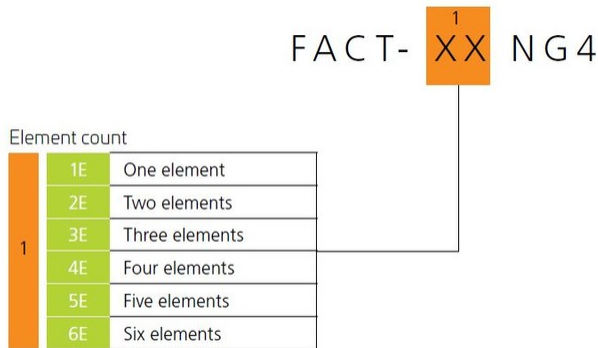 1
FACT- XX NG4
Element count
1
1E One element
2E Two elements
3E Three elements
4E Four elements
5E Five elements
6E Six elements